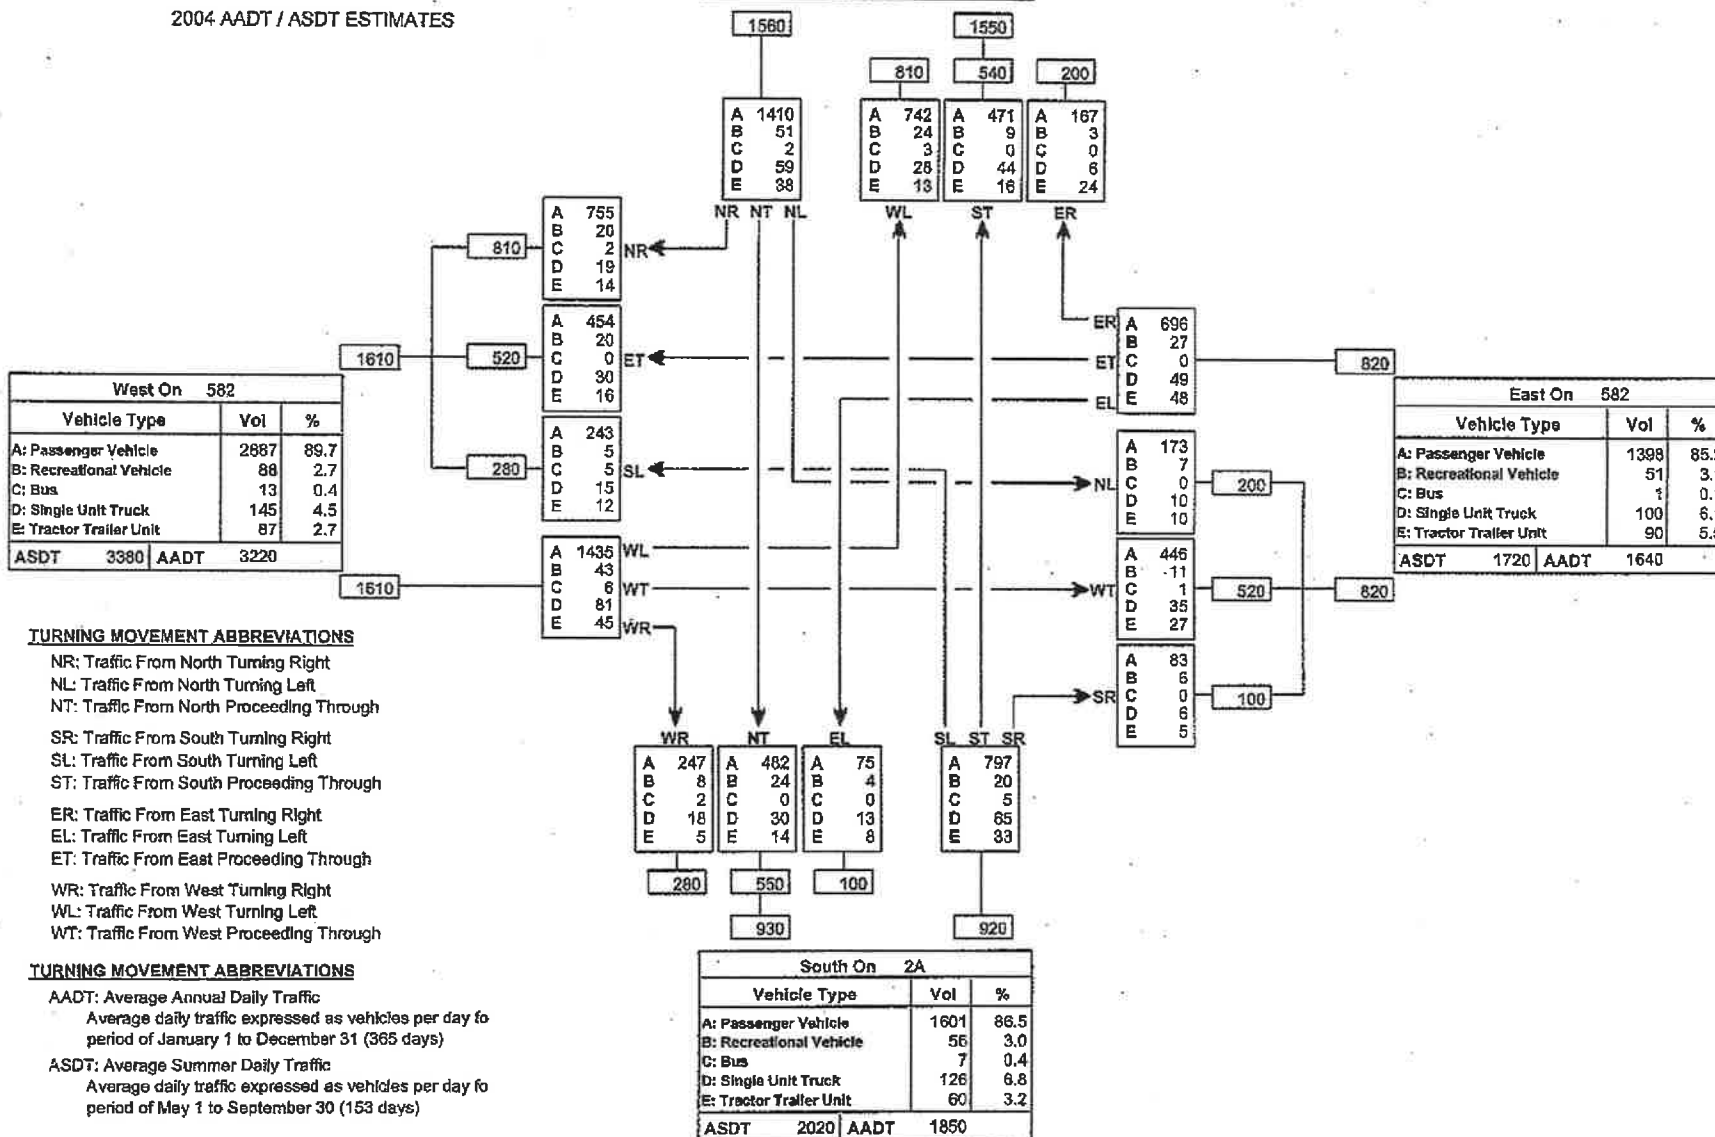 2004 AADT / ASDT ESTIMATES
1560
1550
810
540
200
A 1410
B 51
C 2
D 59
E 38
A 742
B 24
C 3
D 28
E 13
A 471
B 9
C 0
D 44
E 16
A 167
B 3
C 0
D 6
E 24
NR NT NL
WL
ST
ER
810
A 755
B 20
C 2
D 19
E 14
NR
1610
520
A 454
B 20
C 0
D 30
E 16
ET
280
A 243
B 5
C 5
D 15
E 12
SL
1610
A 1435
B 43
C 6
D 81
E 45
WL
WT
WR
ER
ET
EL
A 696
B 27
C 0
D 49
E 48
820
NL
A 173
B 7
C 0
D 10
E 10
200
WT
A 446
B 11
C 1
D 35
E 27
520
820
SR
A 83
B 6
C 0
D 6
E 5
100
West On 582
Vehicle Type Vol %
A: Passenger Vehicle 2887 89.7
B: Recreational Vehicle 88 2.7
C: Bus 13 0.4
D: Single Unit Truck 145 4.5
E: Tractor Trailer Unit 87 2.7
ASDT 3380 AADT 3220
East On 582
Vehicle Type Vol %
A: Passenger Vehicle 1398 85.
B: Recreational Vehicle 51 3.
C: Bus 1 0.
D: Single Unit Truck 100 6.
E: Tractor Trailer Unit 90 5.
ASDT 1720 AADT 1640
TURNING MOVEMENT ABBREVIATIONS
NR: Traffic From North Turning Right
NL: Traffic From North Turning Left
NT: Traffic From North Proceeding Through
SR: Traffic From South Turning Right
SL: Traffic From South Turning Left
ST: Traffic From South Proceeding Through
ER: Traffic From East Turning Right
EL: Traffic From East Turning Left
ET: Traffic From East Proceeding Through
WR: Traffic From West Turning Right
WL: Traffic From West Turning Left
WT: Traffic From West Proceeding Through
TURNING MOVEMENT ABBREVIATIONS
AADT: Average Annual Daily Traffic
Average daily traffic expressed as vehicles per day fo
period of January 1 to December 31 (365 days)
ASDT: Average Summer Daily Traffic
Average daily traffic expressed as vehicles per day fo
period of May 1 to September 30 (153 days)
WR
NT
EL
SL ST SR
A 247
B 8
C 2
D 18
E 5
A 482
B 24
C 0
D 30
E 14
A 75
B 4
C 0
D 13
E 8
A 797
B 20
C 5
D 65
E 33
280
550
100
930
920
South On 2A
Vehicle Type Vol %
A: Passenger Vehicle 1601 86.5
B: Recreational Vehicle 56 3.0
C: Bus 7 0.4
D: Single Unit Truck 126 6.8
E: Tractor Trailer Unit 60 3.2
ASDT 2020 AADT 1850